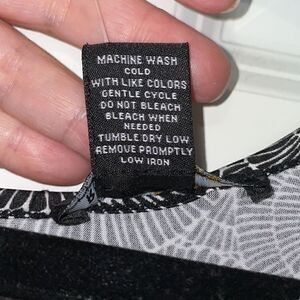 MACHINE WASH
COLD
WITH LIKE COLORS
GENTLE CYCLE
DO NOT BLEACH
BLEACH WHEN
NEEDED
TUMBLE DRY LOW
REMOVE PROMPTLY
LOW IRON